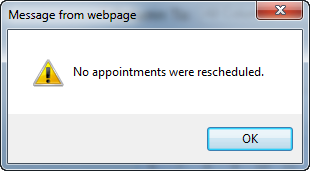 Message from webpage
No appointments were rescheduled.
OK